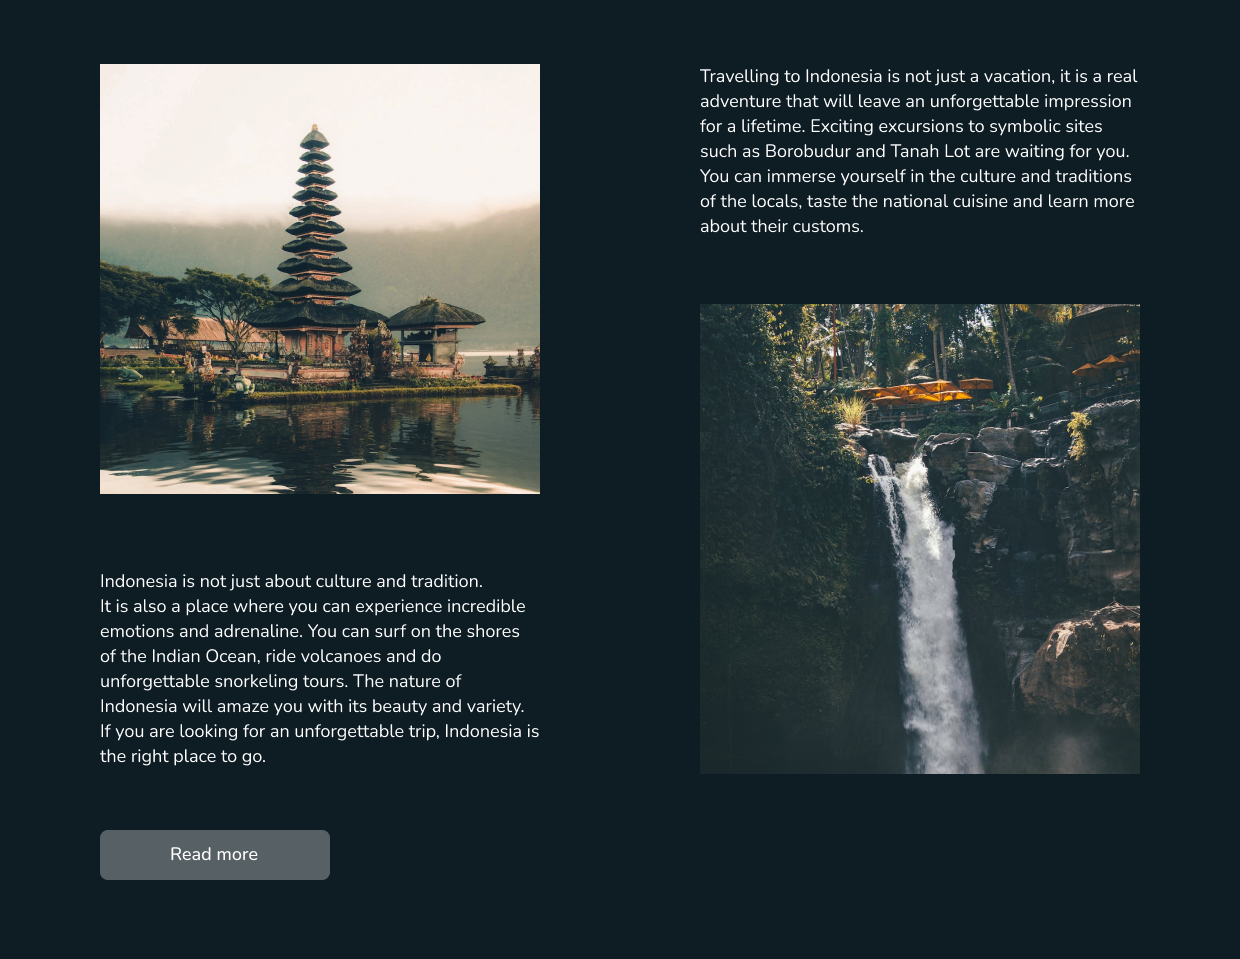 Travelling to Indonesia is not just a vacation, it is a real
adventure that will leave an unforgettable impression
for a lifetime. Exciting excursions to symbolic sites
such as Borobudur and Tanah Lot are waiting for you.
You can immerse yourself in the culture and traditions
of the locals, taste the national cuisine and learn more
about their customs.
Indonesia is not just about culture and tradition.
It is also a place where you can experience incredible
emotions and adrenaline. You can surf on the shores
of the Indian Ocean, ride volcanoes and do
unforgettable snorkeling tours. The nature of
Indonesia will amaze you with its beauty and variety.
If you are looking for an unforgettable trip, Indonesia is
the right place to go.
Read more